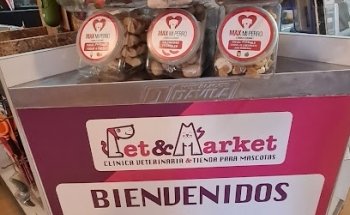 MAX MI PERRO
MAX MI PERRO
MAX MI PERRO
Pet&Market
CLINICA VETERINARIA & TIENDA PARA MASCOTAS
BIENVENIDOS